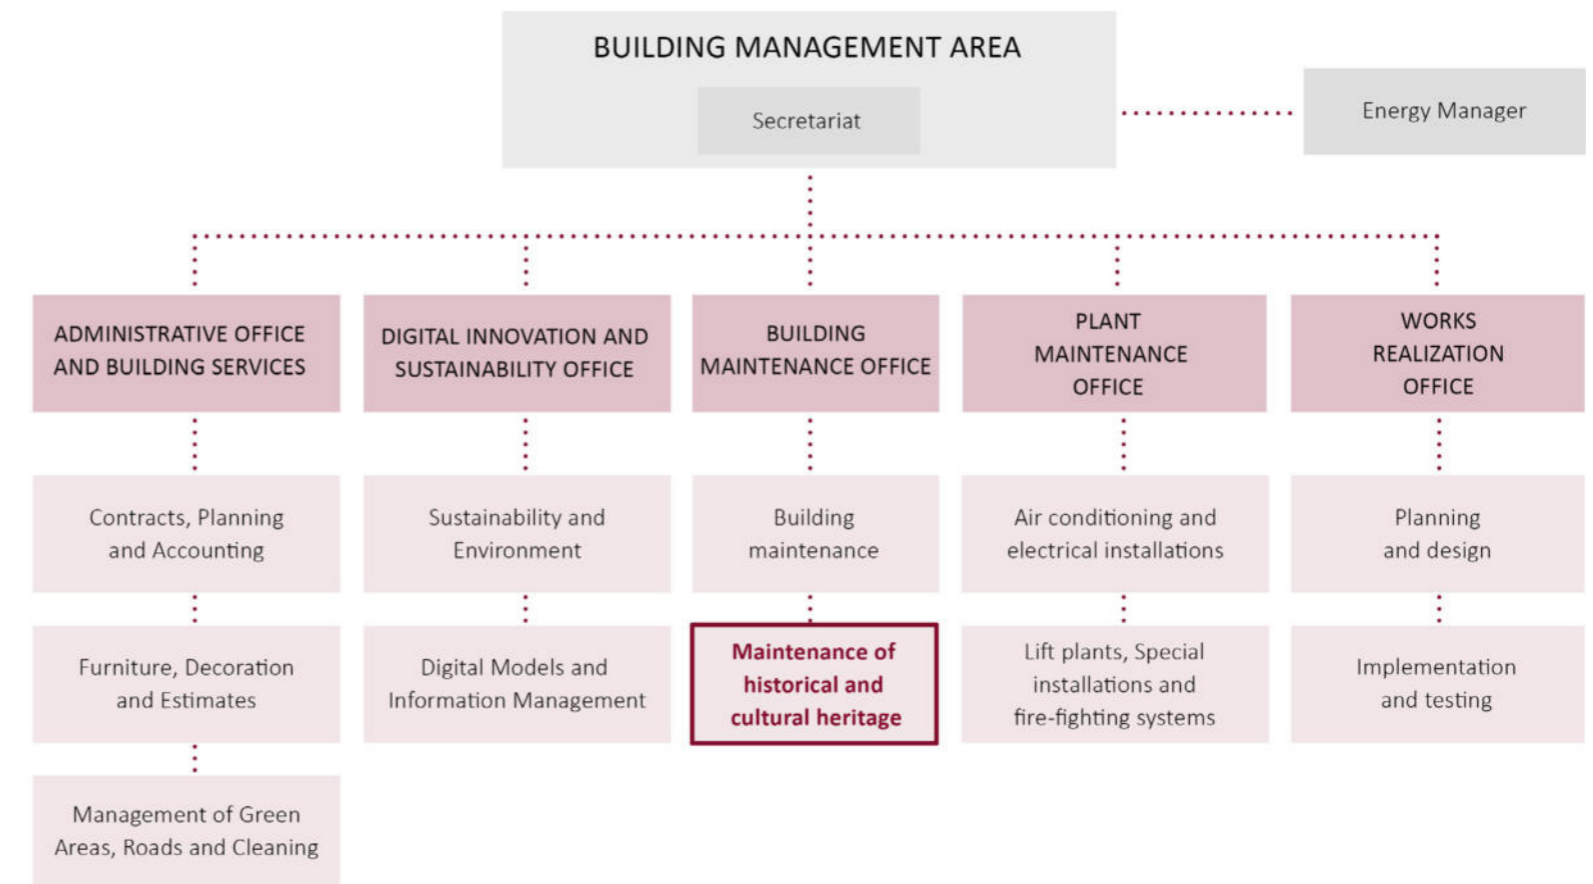 BUILDING MANAGEMENT AREA
Secretariat
Energy Manager
ADMINISTRATIVE OFFICE
AND BUILDING SERVICES
DIGITAL INNOVATION AND
SUSTAINABILITY OFFICE
BUILDING
MAINTENANCE OFFICE
PLANT
MAINTENANCE
OFFICE
WORKS
REALIZATION
OFFICE
Contracts, Planning
and Accounting
Sustainability and
Environment
Building
maintenance
Air conditioning and
electrical installations
Planning
and design
Furniture, Decoration
and Estimates
Digital Models and
Information Management
Maintenance of
historical and
cultural heritage
Lift plants, Special
installations and
fire-fighting systems
Implementation
and testing
Management of Green
Areas, Roads and Cleaning